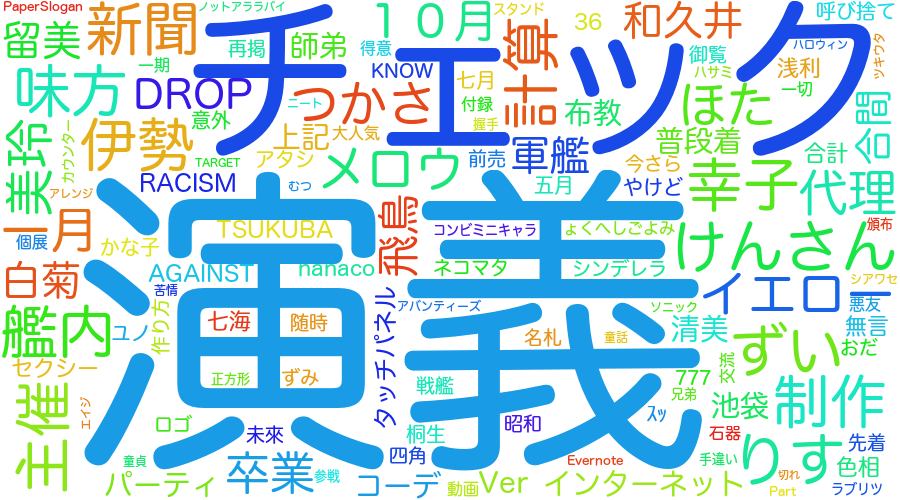 PaperSlogan
ノットアララバイ
スタンド
チェック
留美
新聞
再掲
師弟
得意
10月
36
和久井
呼び捨て
ハロウィン
ツキウタ
味方
一期
DROP
KNOW
七月
計算
御覧
浅利
ハサミ
一切
ニート
つかさ
付録
布教
ほた
意外
握手
美玲
カウンター
伊勢
上記
大人気
軍艦
普段着
合間
TARGET
アタシ
メロウ
前売
今さら
合計
アレンジ
RACISM
むつ
五月
やけど
幸子
代理
一月
個展
かな子
TSUKUBA
飛鳥
コンビミニキャラ
ょくへしごよみ
頒布
白菊
AGAINST
nanaco
ネコマタ
シンデレラ
けんさん
苦情
シアワセ
艦内
ユノ
作り方
七海
随時
タッチパネル
アバンティーズ
ソニック
イエロー
悪友
演義
名札
童話
清美
無言
セクシー
正方形
ずみ
戦艦
交流
ずい
おだ
777
主催
エイジ
ロゴ
未來
昭和
兄弟
制作
桐生
ｽｯ
池袋
石器
童貞
卒業
四角
Evernote
手違い
りす
先着
パーティ
参戦
コーデ
動画
Ver
インターネット
切れ
Part
色相
ラブリツ